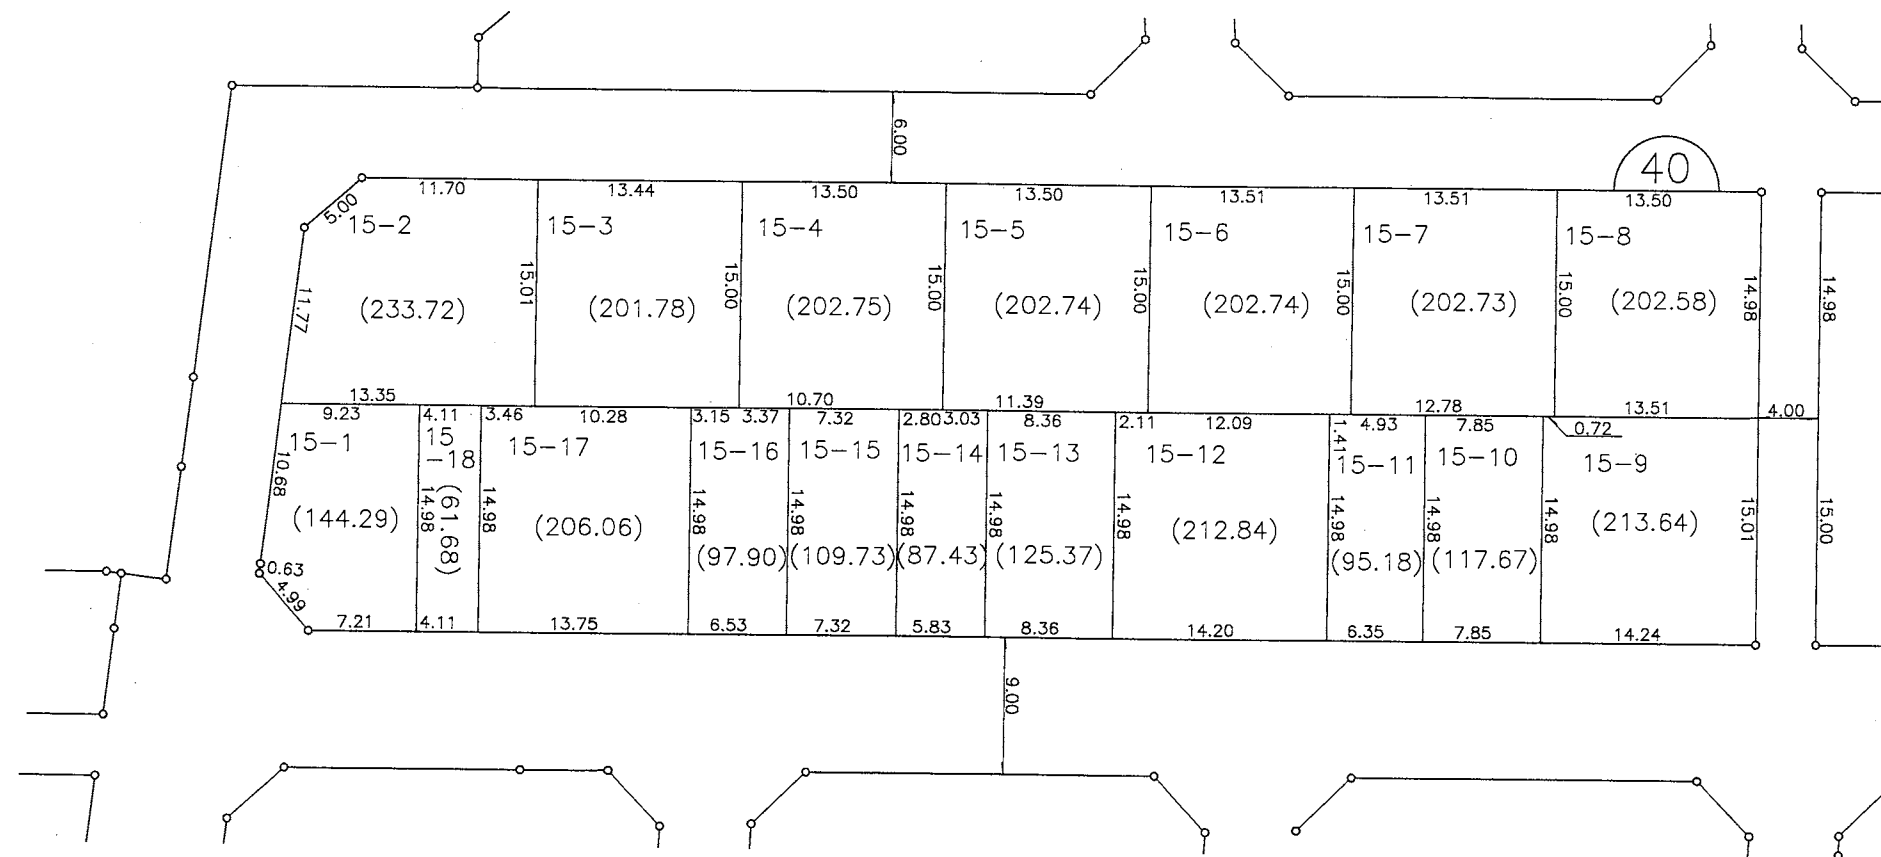 6.00
40
11.70 13.44 13.50 13.50 13.51 13.51 13.50
5.00
15-2 15-3 15-4 15-5 15-6 15-7 15-8
11.77 15.01 15.00 15.00 15.00 15.00 15.00 14.98 14.98
(233.72) (201.78) (202.75) (202.74) (202.74) (202.73) (202.58)
13.35 10.70 11.39 12.78 13.51 4.00
9.23 4.11 3.46 10.28 3.15 3.37 7.32 2.80 3.03 8.36 2.11 12.09 1.41 4.93 7.85 0.72
15-1 15-17 15-16 15-15 15-14 15-13 15-12 15-11 15-10 15-9
15
-18
10.68 14.98 14.98 14.98 14.98 14.98 14.98 14.98 14.98 14.98 14.98 15.01 15.00
(144.29) (61.68) (206.06) (97.90) (109.73) (87.43) (125.37) (212.84) (95.18) (117.67) (213.64)
0.63
4.99
7.21 4.11 13.75 6.53 7.32 5.83 8.36 14.20 6.35 7.85 14.24
9.00